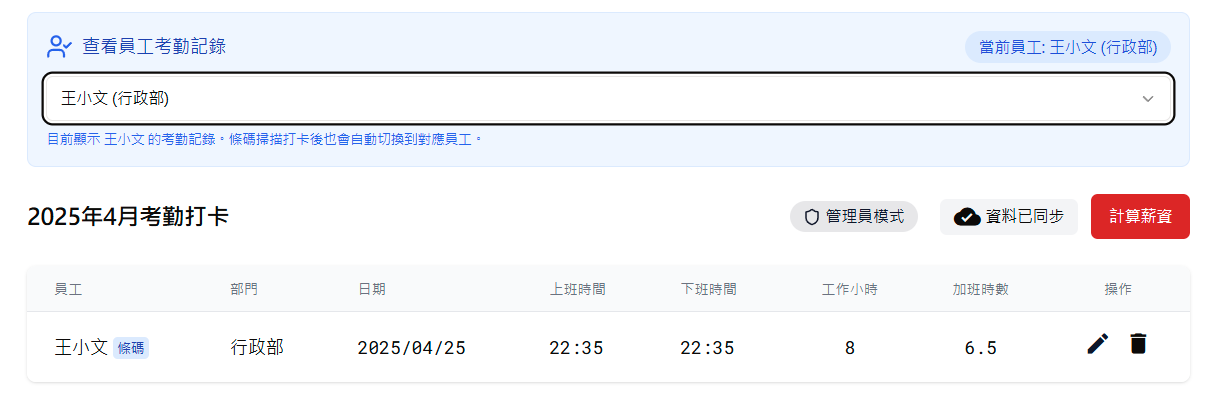 查看員工考勤記錄
當前員工: 王小文 (行政部)
王小文 (行政部)
目前顯示 王小文 的考勤記錄。條碼掃描打卡後也會自動切換到對應員工。
2025年4月考勤打卡
管理員模式
資料已同步
計算薪資
員工 部門 日期 上班時間 下班時間 工作小時 加班時數 操作
王小文 條碼 行政部 2025/04/25 22:35 22:35 8 6.5